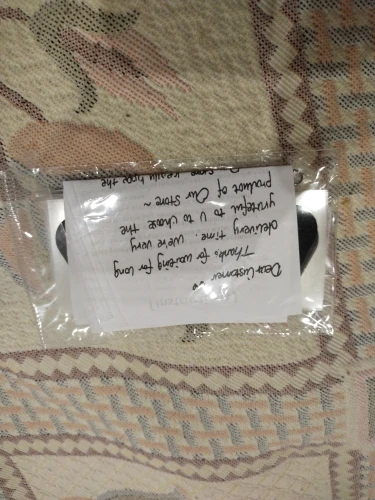 Dear Customer
Thanks for waiting for long
delivery time. We're very
grateful to U to chose the
product of Our Store ~
store really hope the